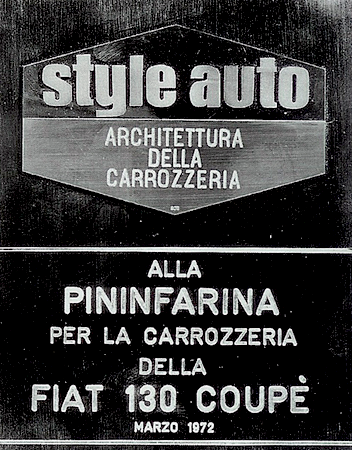 style auto
ARCHITETTURA
DELLA
CARROZZERIA
ALLA
PININFARINA
PER LA CARROZZERIA
DELLA
FIAT 130 COUPÈ
MARZO 1972